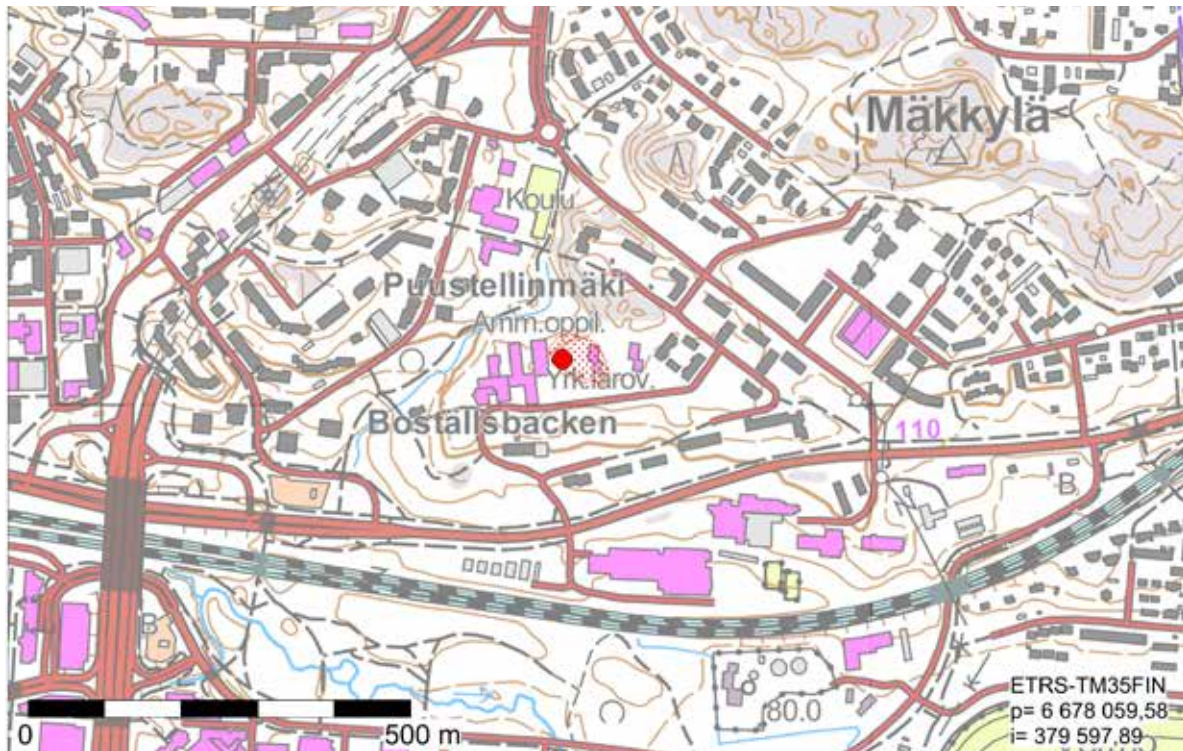 Mäkkylä
Koulu
Puustellinmäki
Amm.oppil.
Yrk.lärov.
Boställsbacken
110
B
B
80.0
ETRS-TM35FIN
p= 6 678 059,58
i= 379 597,89
0
500 m